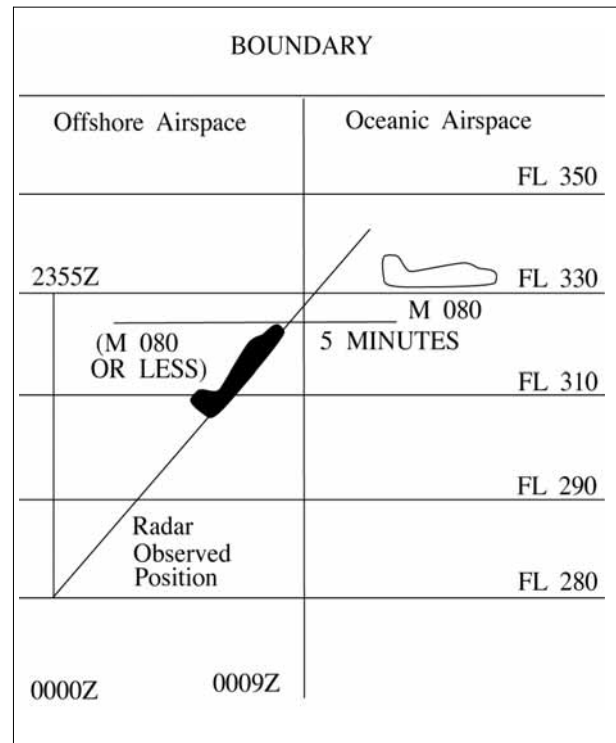 BOUNDARY
Offshore Airspace
Oceanic Airspace
FL 350
2355Z
FL 330
M 080
(M 080
OR LESS)
5 MINUTES
FL 310
FL 290
Radar
Observed
Position
FL 280
0000Z
0009Z